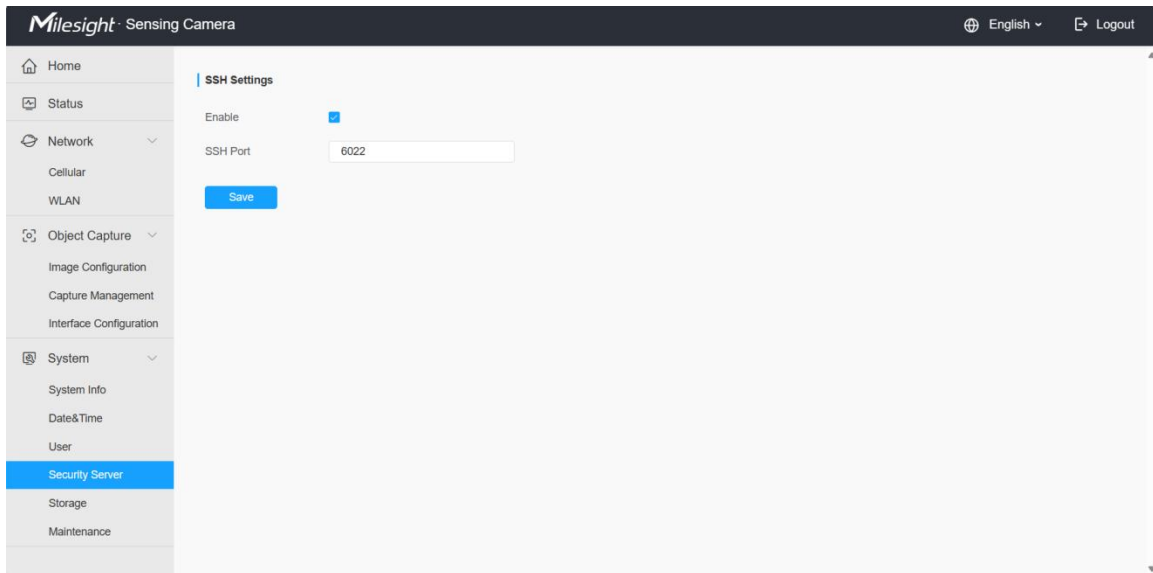 Milesight · Sensing Camera
English
Logout
Home
Status
Network
Cellular
WLAN
Object Capture
Image Configuration
Capture Management
Interface Configuration
System
System Info
Date&Time
User
Security Server
Storage
Maintenance
SSH Settings
Enable
SSH Port 6022
Save